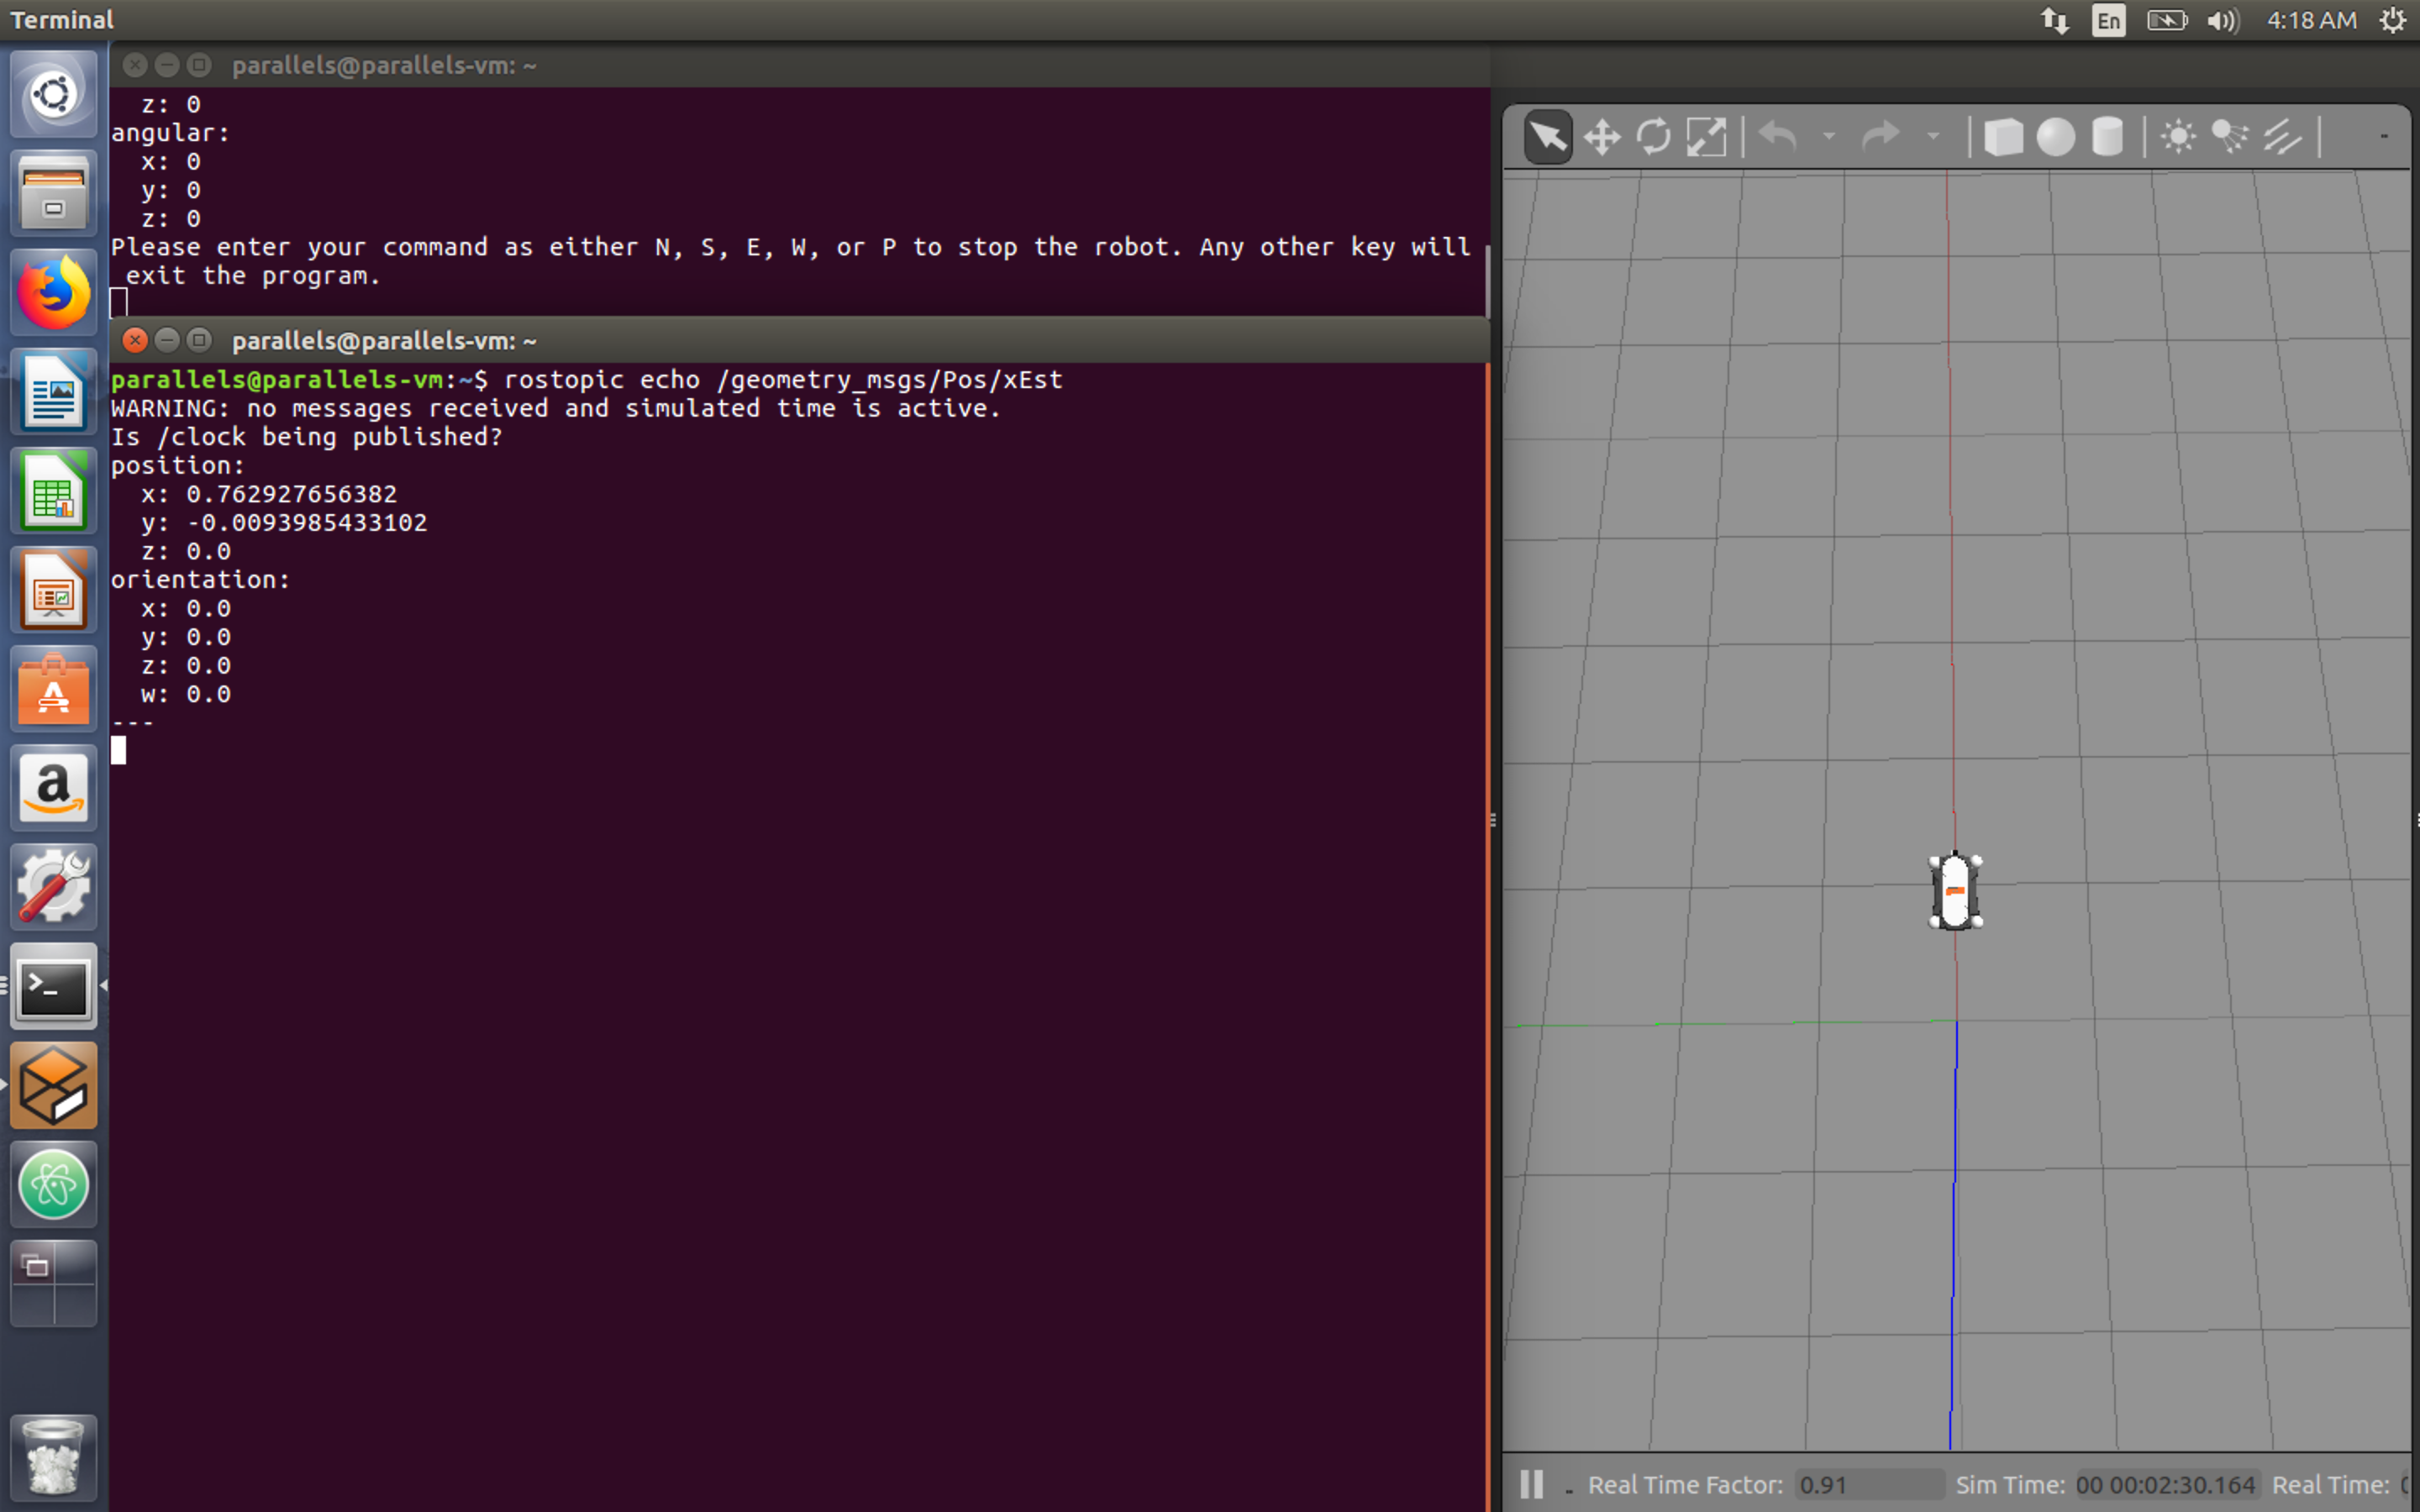 Terminal
En
4:18 AM
parallels@parallels-vm: ~
  z: 0
angular:
  x: 0
  y: 0
  z: 0
Please enter your command as either N, S, E, W, or P to stop the robot. Any other key will
 exit the program.
parallels@parallels-vm: ~
parallels@parallels-vm:~$ rostopic echo /geometry_msgs/Pos/xEst
WARNING: no messages received and simulated time is active.
Is /clock being published?
position:
  x: 0.762927656382
  y: -0.0093985433102
  z: 0.0
orientation:
  x: 0.0
  y: 0.0
  z: 0.0
  w: 0.0
---
Real Time Factor: 0.91 Sim Time: 00 00:02:30.164 Real Time: